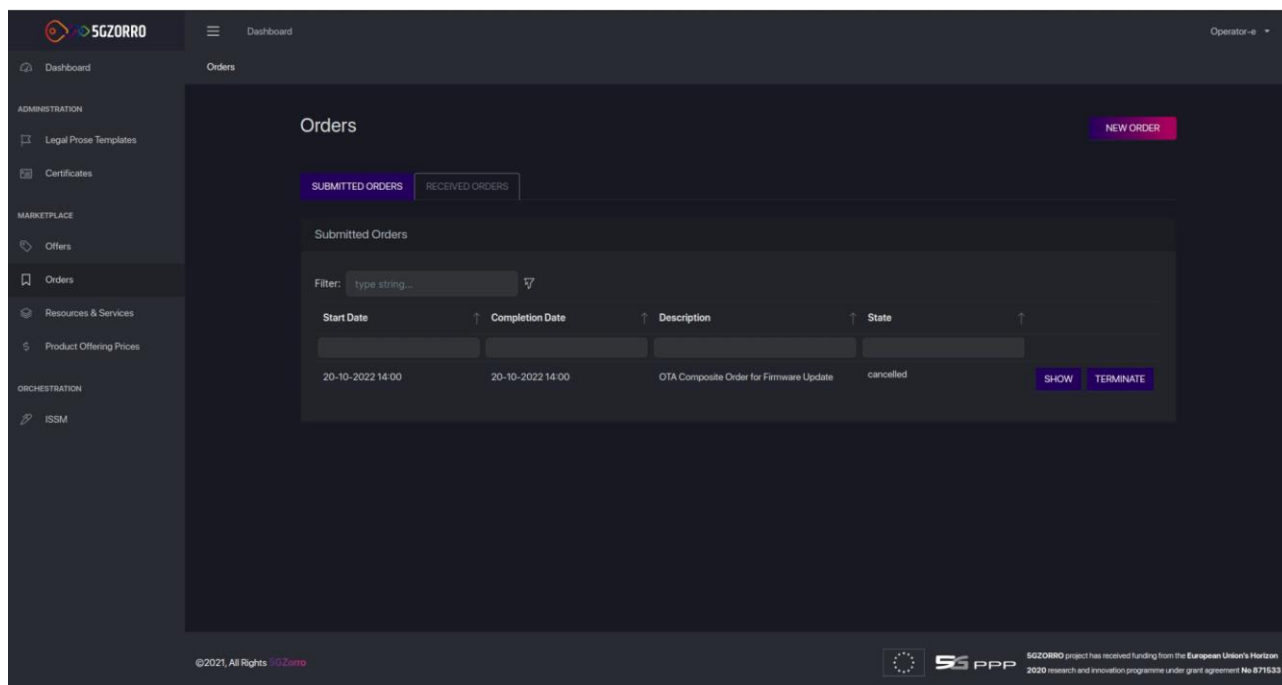 5GZORRO
Dashboard
Operator-e
Dashboard
Orders
ADMINISTRATION
Legal Prose Templates
Certificates
MARKETPLACE
Offers
Orders
Resources & Services
Product Offering Prices
ORCHESTRATION
ISSM
Orders
NEW ORDER
SUBMITTED ORDERS RECEIVED ORDERS
Submitted Orders
Filter: type string...
Start Date Completion Date Description State
20-10-2022 14:00 20-10-2022 14:00 OTA Composite Order for Firmware Update cancelled SHOW TERMINATE
©2021, All Rights 5GZorro
5G PPP
5GZORRO project has received funding from the European Union's Horizon
2020 research and innovation programme under grant agreement No 871533